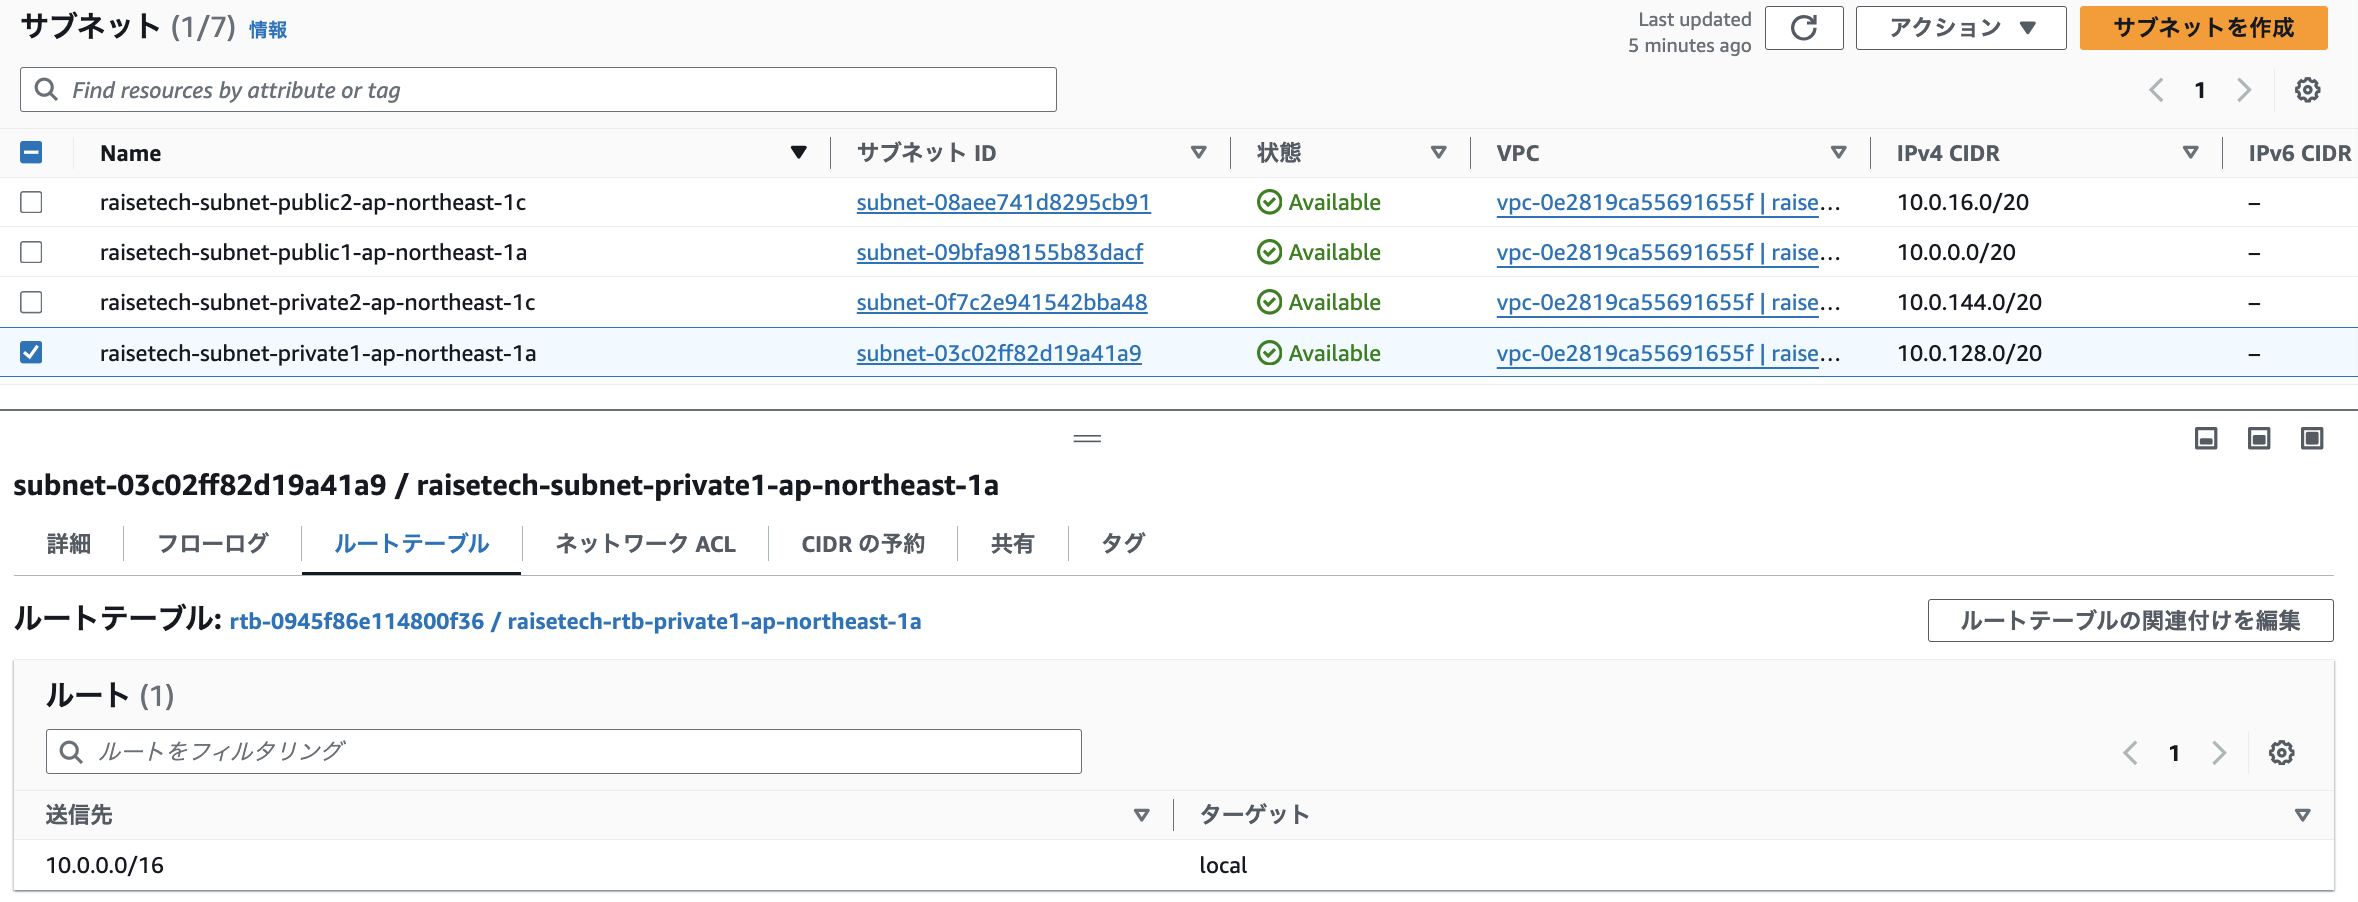 サブネット (1/7) 情報
Last updated
5 minutes ago
アクション
サブネットを作成
Find resources by attribute or tag
1
Name サブネット ID 状態 VPC IPv4 CIDR IPv6 CIDR
raisetech-subnet-public2-ap-northeast-1c subnet-08aee741d8295cb91 Available vpc-0e2819ca55691655f | raise… 10.0.16.0/20 –
raisetech-subnet-public1-ap-northeast-1a subnet-09bfa98155b83dacf Available vpc-0e2819ca55691655f | raise… 10.0.0.0/20 –
raisetech-subnet-private2-ap-northeast-1c subnet-0f7c2e941542bba48 Available vpc-0e2819ca55691655f | raise… 10.0.144.0/20 –
raisetech-subnet-private1-ap-northeast-1a subnet-03c02ff82d19a41a9 Available vpc-0e2819ca55691655f | raise… 10.0.128.0/20 –
subnet-03c02ff82d19a41a9 / raisetech-subnet-private1-ap-northeast-1a
詳細 フローログ ルートテーブル ネットワーク ACL CIDR の予約 共有 タグ
ルートテーブル: rtb-0945f86e114800f36 / raisetech-rtb-private1-ap-northeast-1a
ルートテーブルの関連付けを編集
ルート (1)
ルートをフィルタリング
1
送信先 ターゲット
10.0.0.0/16 local